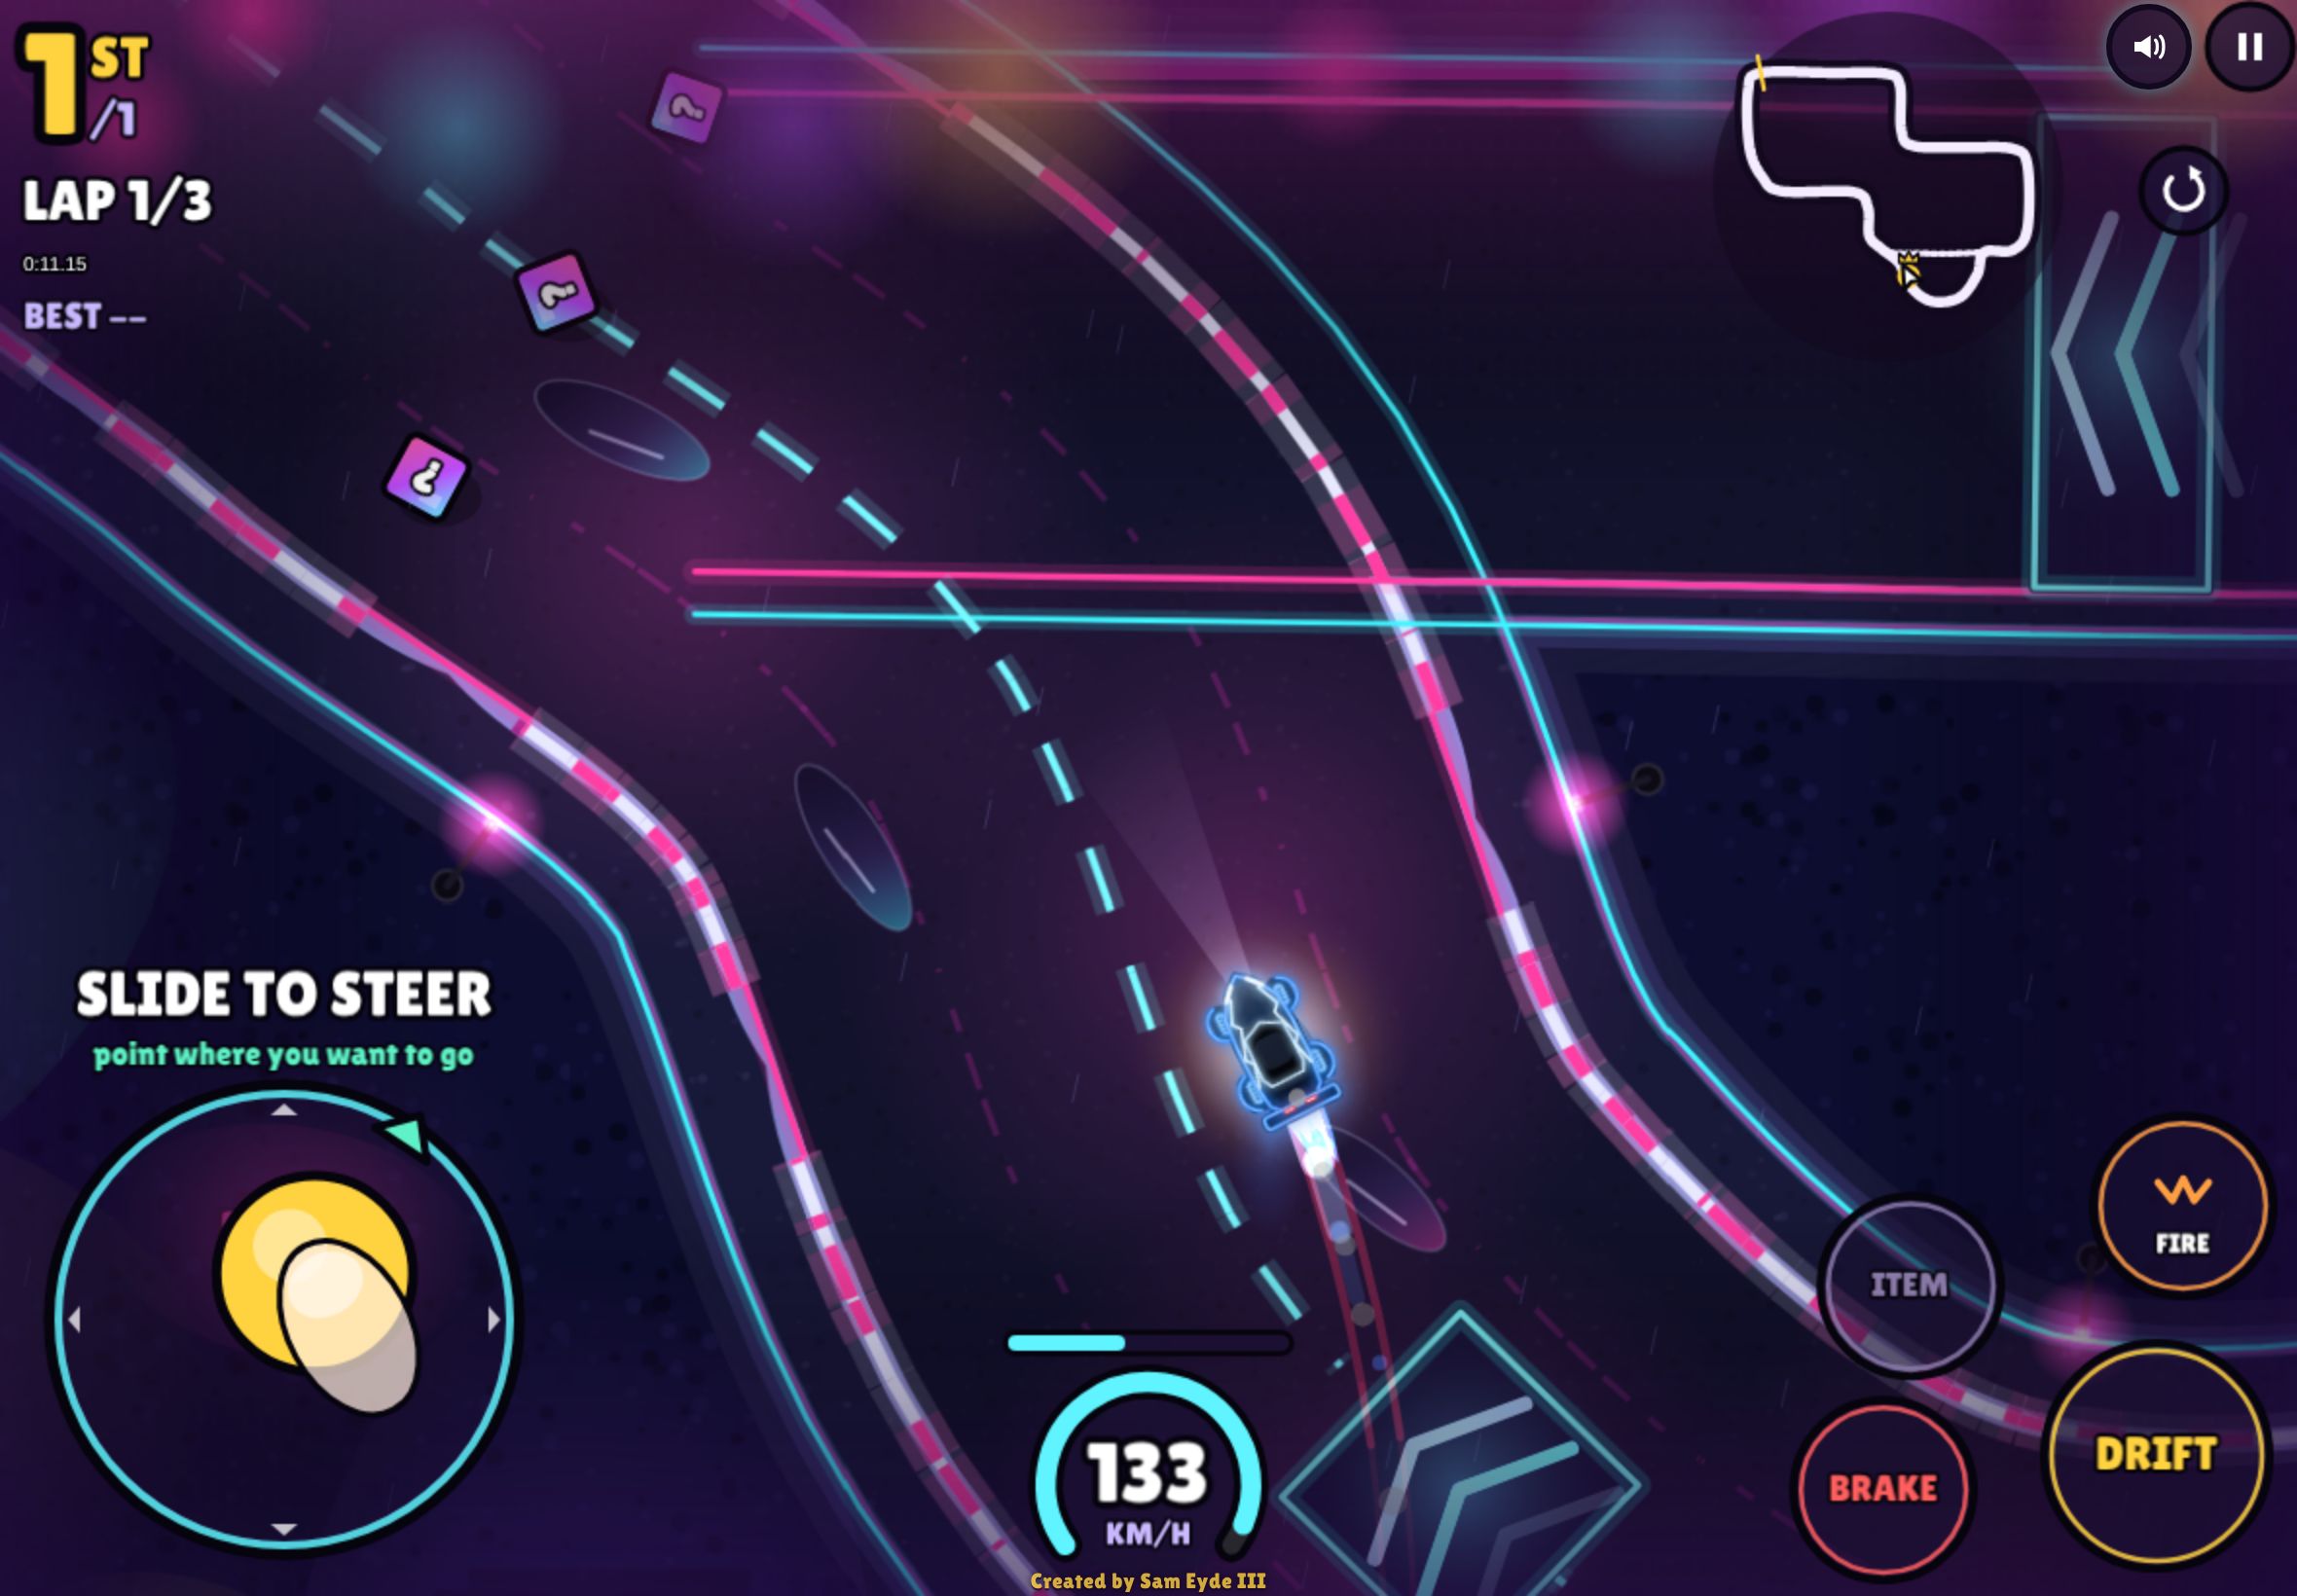 1ST
/1
LAP 1/3
0:11.15
BEST --
?
?
?
SLIDE TO STEER
point where you want to go
FIRE
ITEM
DRIFT
BRAKE
133
KM/H
Created by Sam Eyde III